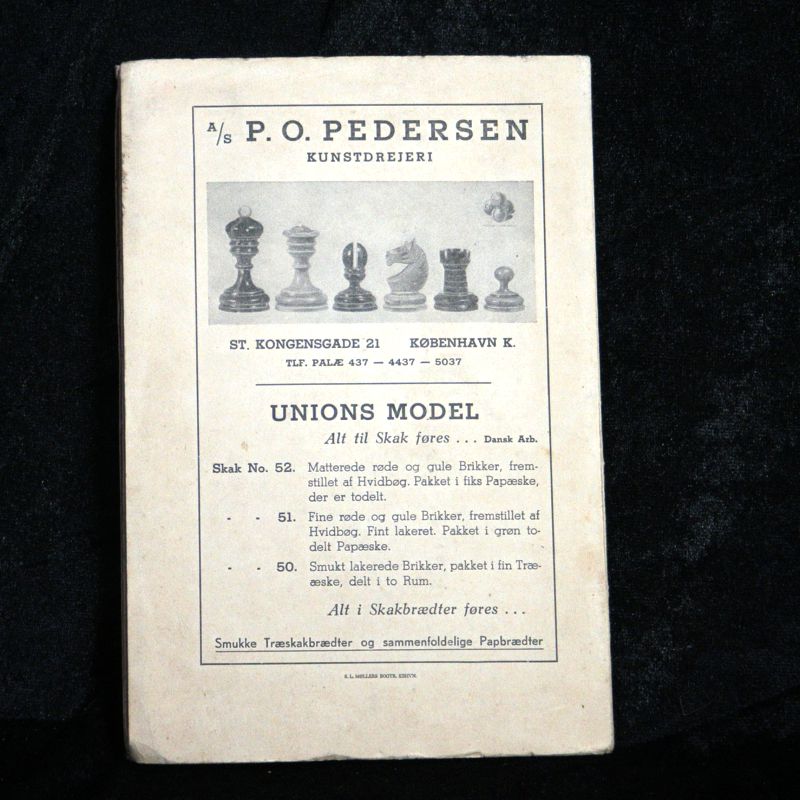 A/S P. O. PEDERSEN
KUNSTDREJERI
ST. KONGENSGADE 21 KØBENHAVN K.
TLF. PALÆ 437 — 4437 — 5037
UNIONS MODEL
Alt til Skak føres . . . Dansk Arb.
Skak No. 52. Matterede røde og gule Brikker, frem-
stillet af Hvidbøg. Pakket i fiks Papæske,
der er todelt.
- - 51. Fine røde og gule Brikker, fremstillet af
Hvidbøg. Fint lakeret. Pakket i grøn to-
delt Papæske.
- - 50. Smukt lakerede Brikker, pakket i fin Træ-
æske, delt i to Rum.
Alt i Skakbrædter føres . . .
Smukke Træskakbrædter og sammenfoldelige Papbrædter
S. L. MØLLERS BOGTR. KBHVN.